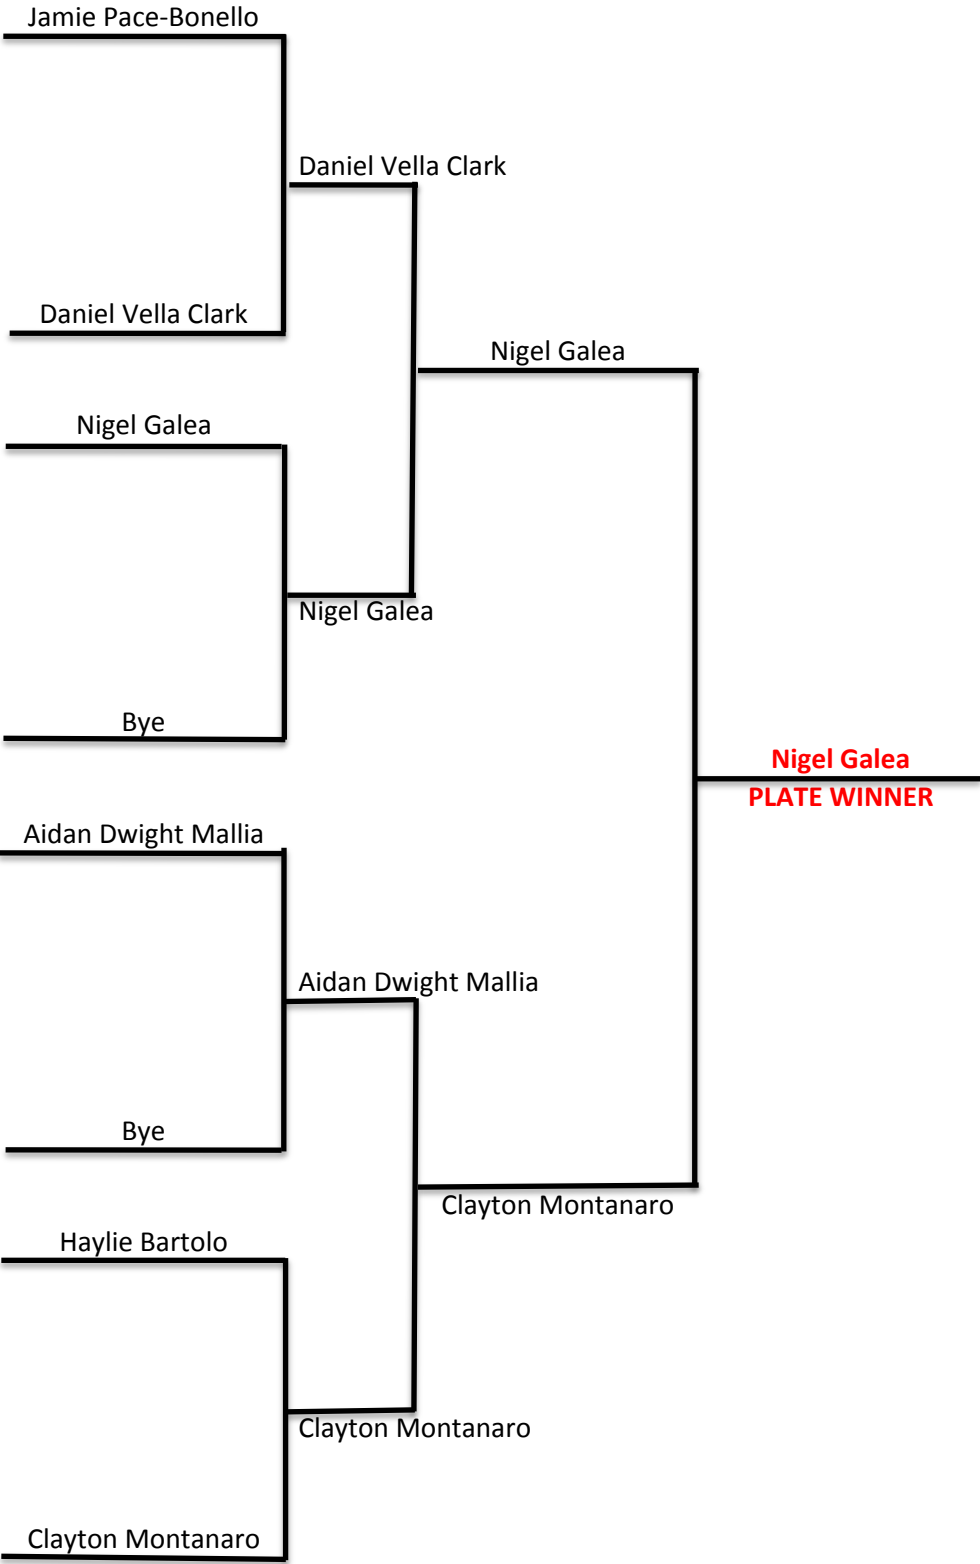 Jamie Pace-Bonello
Daniel Vella Clark
Daniel Vella Clark
Nigel Galea
Nigel Galea
Nigel Galea
Bye
Nigel Galea
PLATE WINNER
Aidan Dwight Mallia
Aidan Dwight Mallia
Bye
Clayton Montanaro
Haylie Bartolo
Clayton Montanaro
Clayton Montanaro